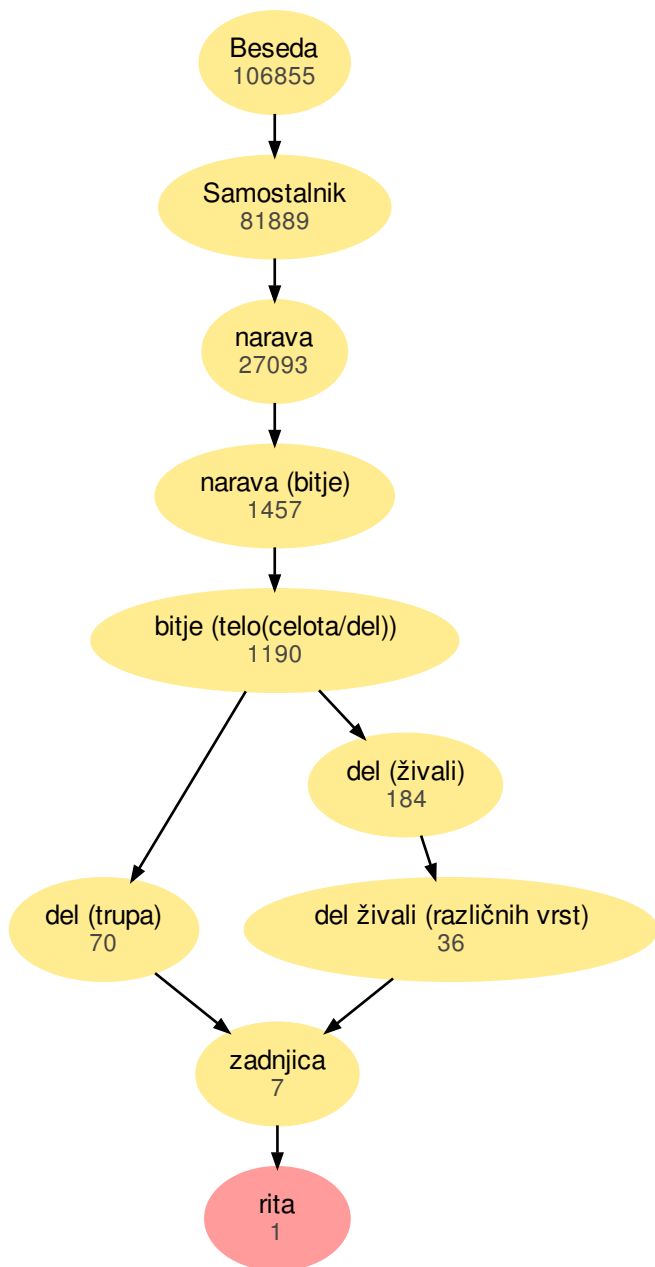 Beseda
106855
Samostalnik
81889
narava
27093
narava (bitje)
1457
bitje (telo(celota/del))
1190
del (živali)
184
del (trupa)
70
del živali (različnih vrst)
36
zadnjica
7
rita
1